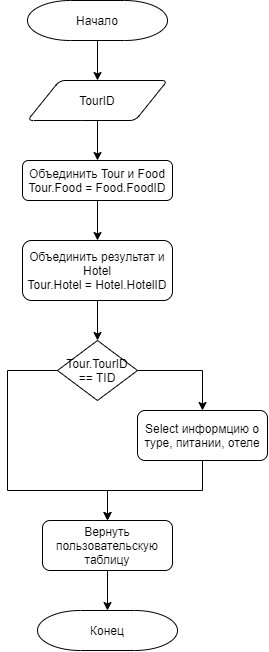 Начало
TourID
Объединить Tour и Food
Tour.Food = Food.FoodID
Объединить результат и
Hotel
Tour.Hotel = Hotel.HotelID
Tour.TourID
== TID
Select информцию о
туре, питании, отеле
Вернуть
пользовательскую
таблицу
Конец